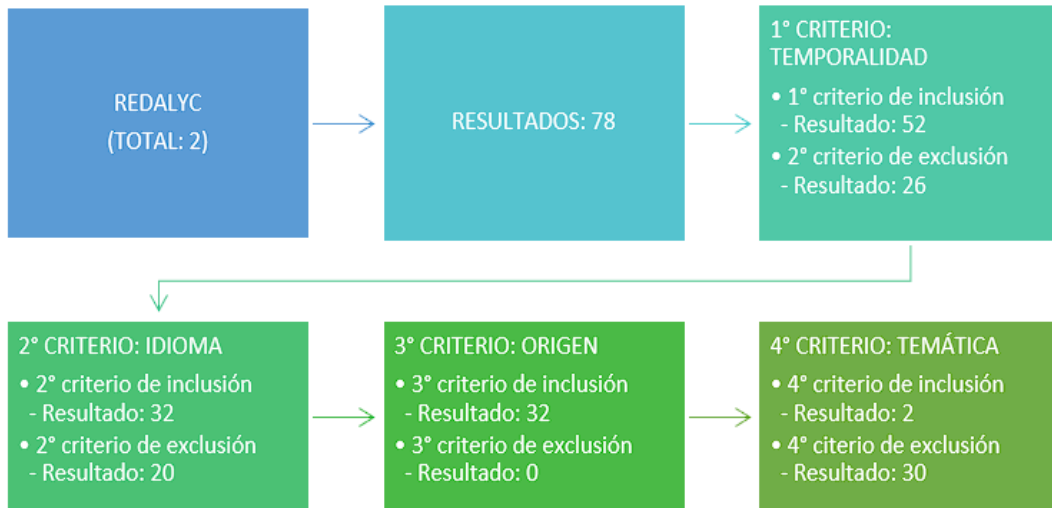 REDALYC
(TOTAL: 2)
RESULTADOS: 78
1° CRITERIO:
TEMPORALIDAD
• 1° criterio de inclusión
- Resultado: 52
• 2° criterio de exclusión
- Resultado: 26
2° CRITERIO: IDIOMA
• 2° criterio de inclusión
- Resultado: 32
• 2° criterio de exclusión
- Resultado: 20
3° CRITERIO: ORIGEN
• 3° criterio de inclusión
- Resultado: 32
• 3° criterio de exclusión
- Resultado: 0
4° CRITERIO: TEMÁTICA
• 4° criterio de inclusión
- Resultado: 2
• 4° citerio de exclusión
- Resultado: 30